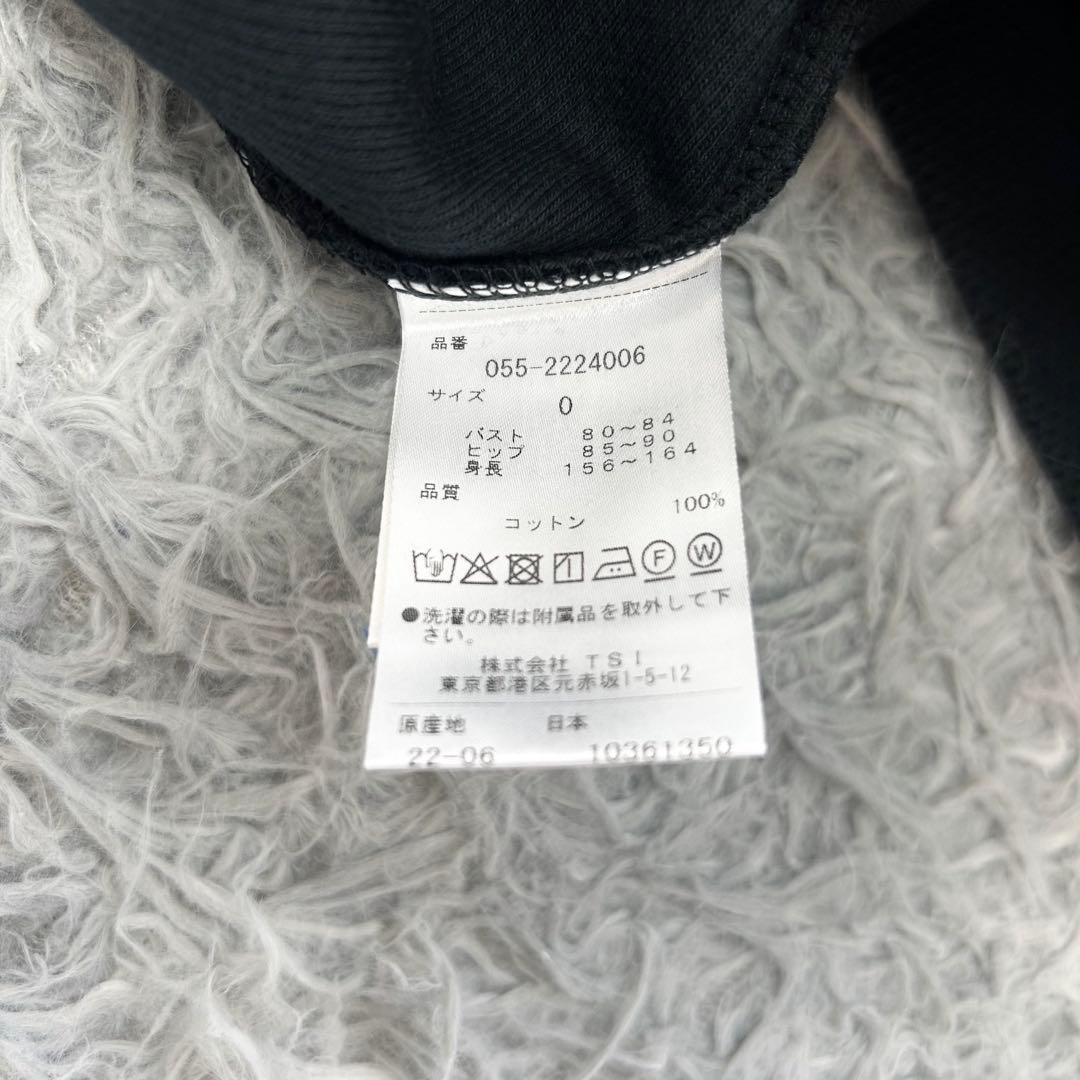 品番
055-2224006
サイズ
0
バスト 80～84
ヒップ 85～90
身長 156～164
品質
コットン 100%
F W
●洗濯の際は附属品を取外して下
さい。
株式会社 TSI
東京都港区元赤坂1-5-12
原産地 日本
22-06 10361350